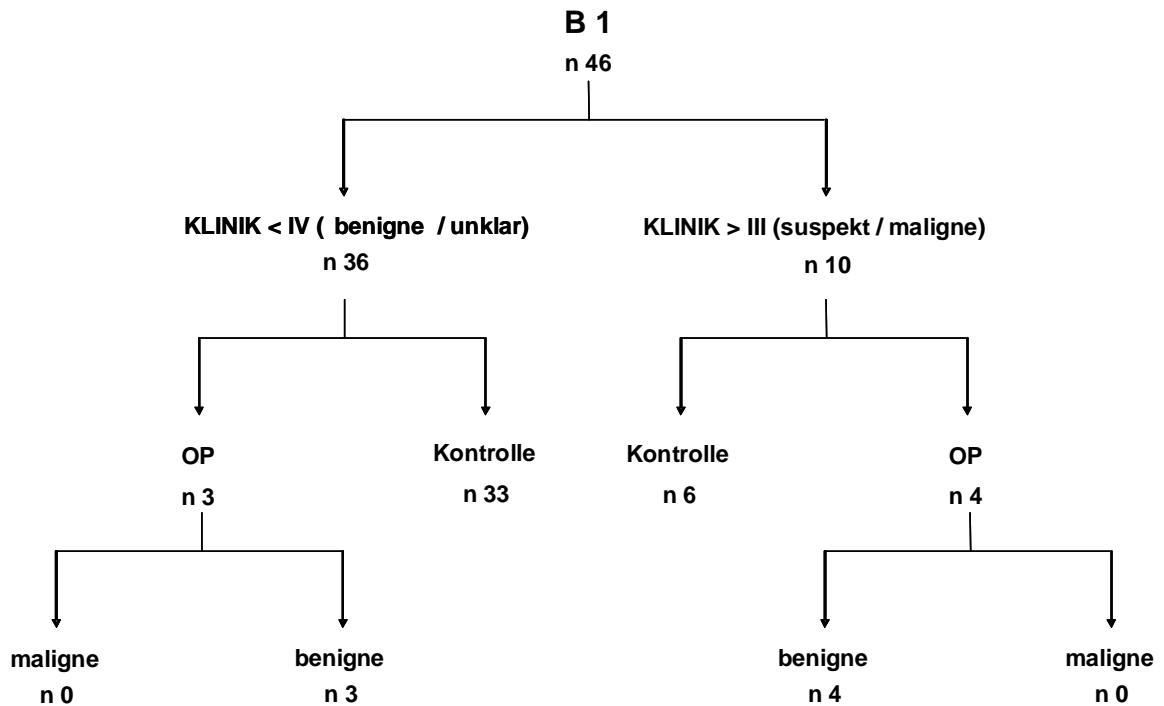 B 1
n 46
KLINIK < IV ( benigne / unklar)
n 36
KLINIK > III (suspekt / maligne)
n 10
OP
n 3
Kontrolle
n 33
Kontrolle
n 6
OP
n 4
maligne
n 0
benigne
n 3
benigne
n 4
maligne
n 0